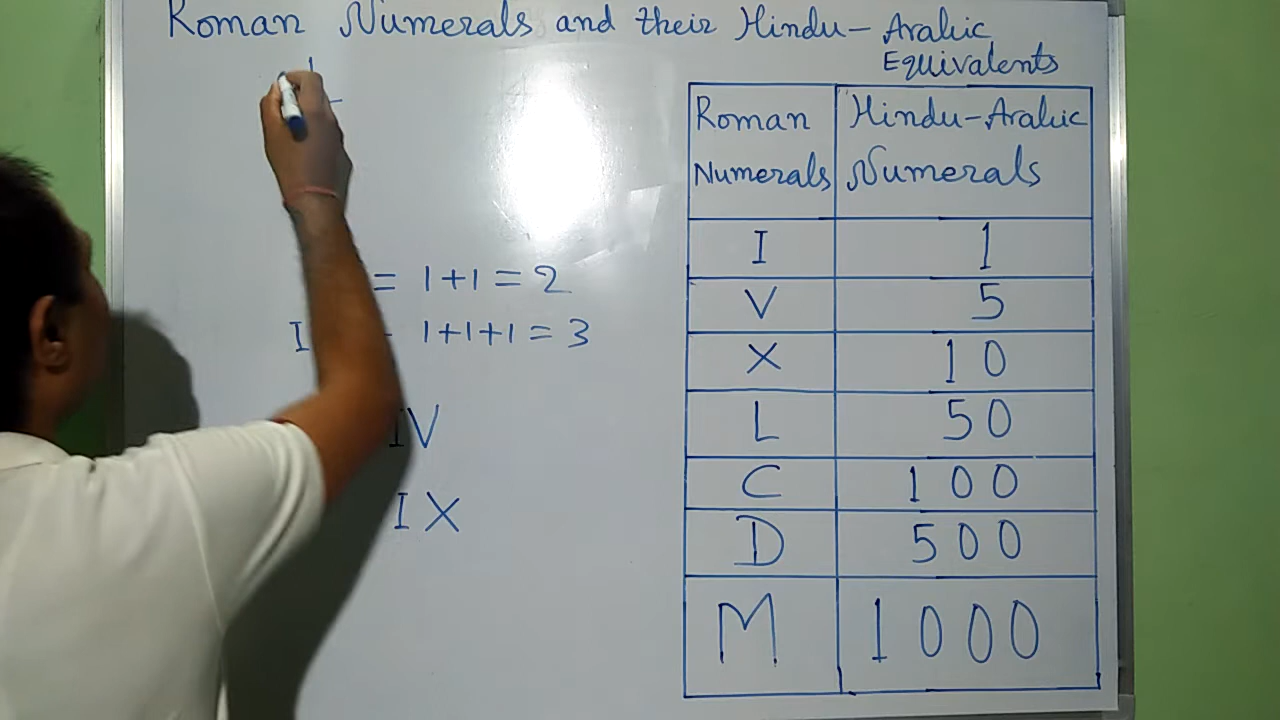 Roman Numerals and their Hindu-Arabic
Equivalents
= 1+1 = 2
I - 1+1+1 = 3
IV
IX
Roman Numerals Hindu-Arabic Numerals
I 1
V 5
X 10
L 50
C 100
D 500
M 1000